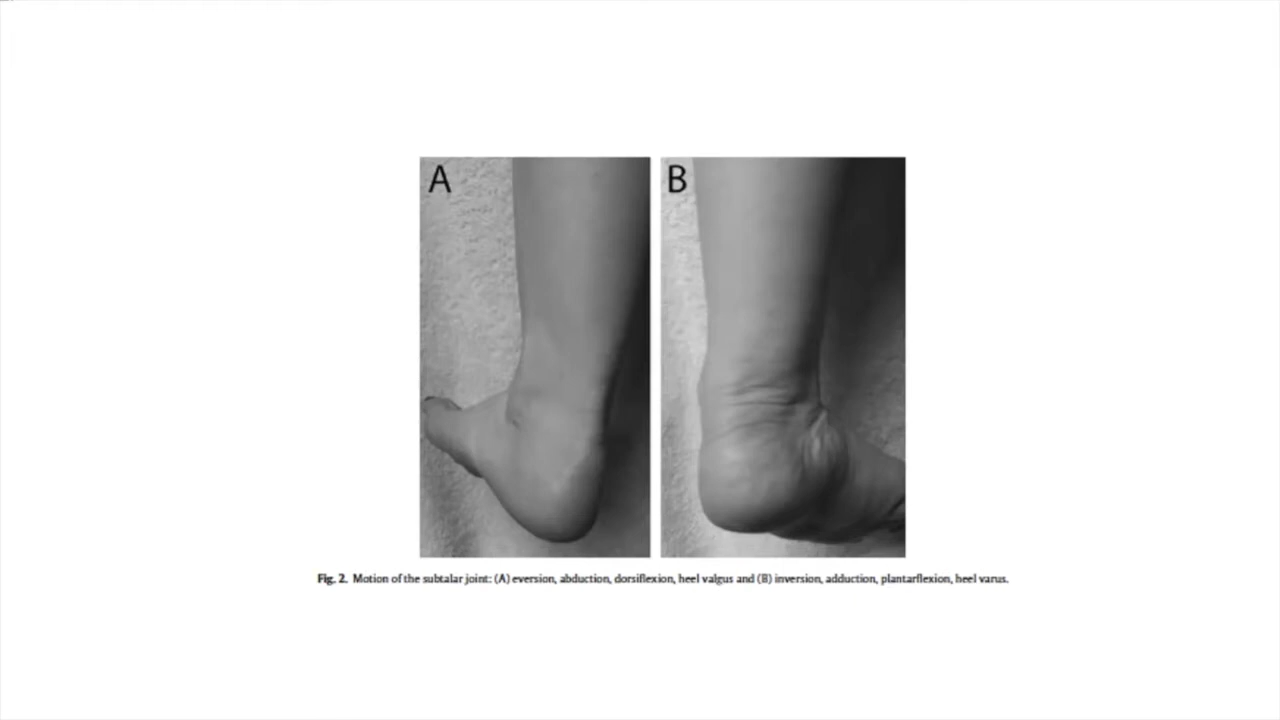 A
B
Fig. 2. Motion of the subtalar joint: (A) eversion, abduction, dorsiflexion, heel valgus and (B) inversion, adduction, plantarflexion, heel varus.